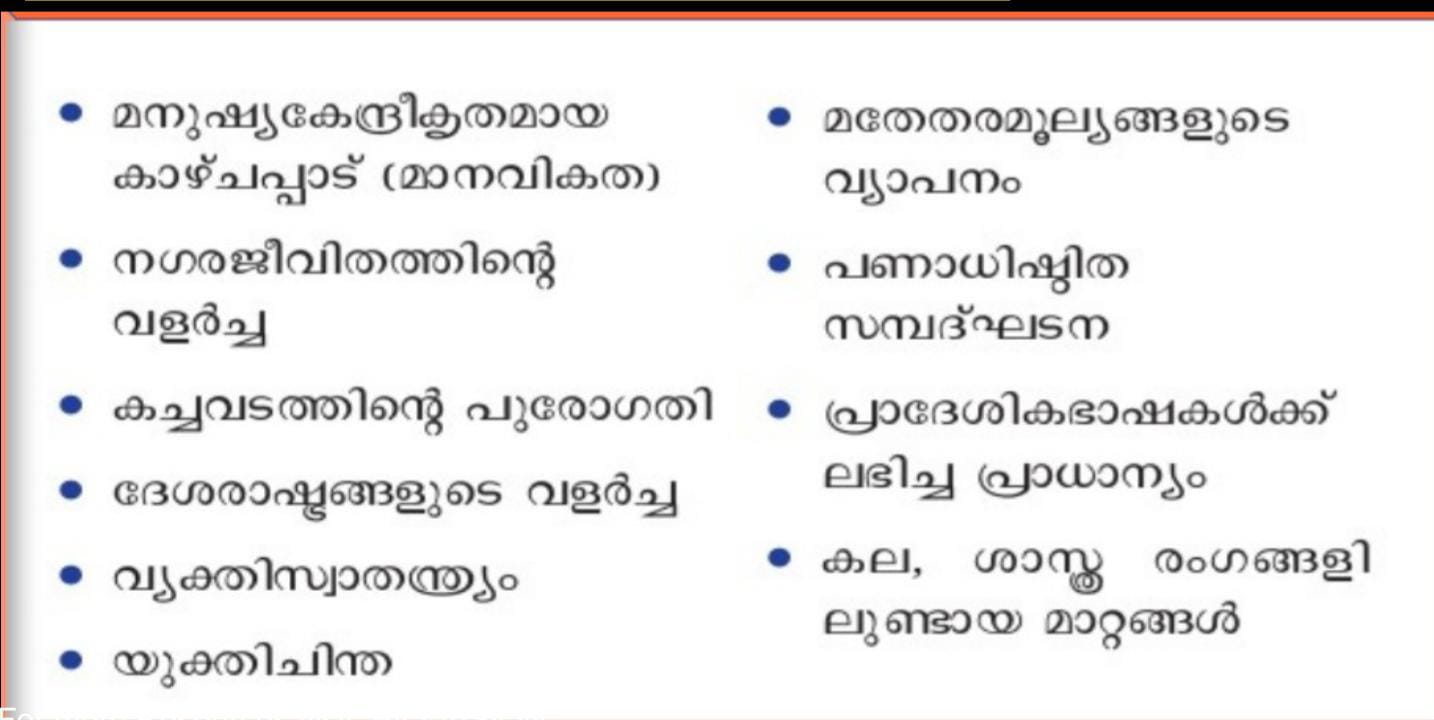 മനുഷ്യകേന്ദ്രീകൃതമായ
കാഴ്ചപ്പാട് (മാനവികത)
നഗരജീവിതത്തിന്റെ
വളർച്ച
കച്ചവടത്തിന്റെ പുരോഗതി
ദേശരാഷ്ട്രങ്ങളുടെ വളർച്ച
വ്യക്തിസ്വാതന്ത്ര്യം
യുക്തിചിന്ത
മതേതരമൂല്യങ്ങളുടെ
വ്യാപനം
പണാധിഷ്ഠിത
സമ്പദ്ഘടന
പ്രാദേശികഭാഷകൾക്ക്
ലഭിച്ച പ്രാധാന്യം
കല, ശാസ്ത്ര രംഗങ്ങളി
ലുണ്ടായ മാറ്റങ്ങൾ